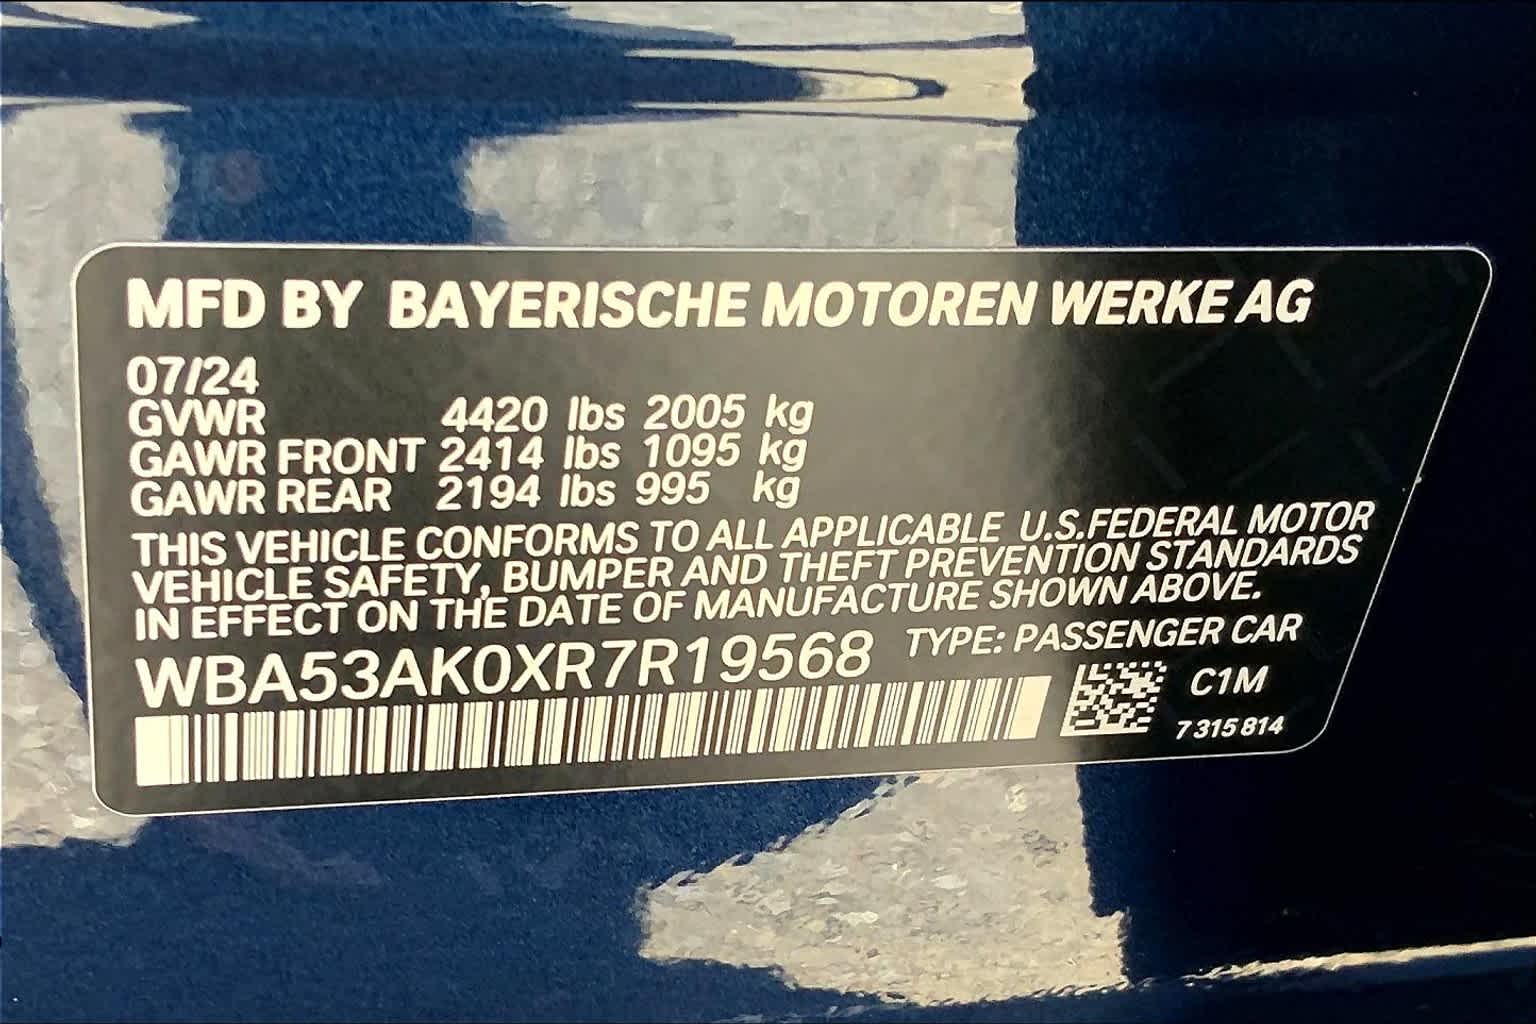 MFD BY BAYERISCHE MOTOREN WERKE AG
07/24
GVWR 4420 lbs 2005 kg
GAWR FRONT 2414 lbs 1095 kg
GAWR REAR 2194 lbs 995 kg
THIS VEHICLE CONFORMS TO ALL APPLICABLE U.S.FEDERAL MOTOR
VEHICLE SAFETY, BUMPER AND THEFT PREVENTION STANDARDS
IN EFFECT ON THE DATE OF MANUFACTURE SHOWN ABOVE.
WBA53AK0XR7R19568 TYPE: PASSENGER CAR
C1M
7 315 814